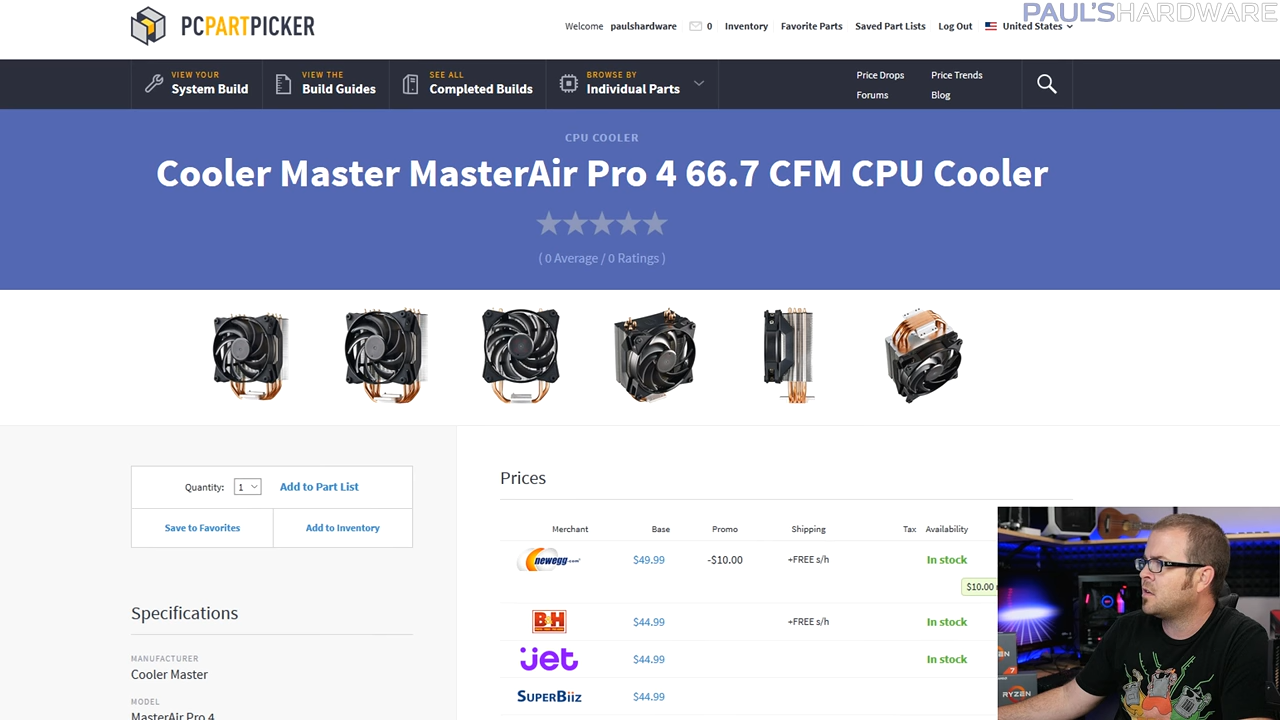 PAUL'SHARDWARE
PCPARTPICKER
Welcome paulshardware 0 Inventory Favorite Parts Saved Part Lists Log Out United States
VIEW YOUR
System Build
VIEW THE
Build Guides
SEE ALL
Completed Builds
BROWSE BY
Individual Parts
Price Drops Price Trends
Forums Blog
CPU COOLER
Cooler Master MasterAir Pro 4 66.7 CFM CPU Cooler
( 0 Average / 0 Ratings )
Quantity: 1 Add to Part List
Save to Favorites Add to Inventory
Specifications
MANUFACTURER
Cooler Master
MODEL
MasterAir Pro 4
Prices
Merchant Base Promo Shipping Tax Availability
newegg.com $49.99 -$10.00 +FREE s/h In stock
$10.00
B&H $44.99 +FREE s/h In stock
jet $44.99 In stock
SUPERBIIZ $44.99
RYZEN